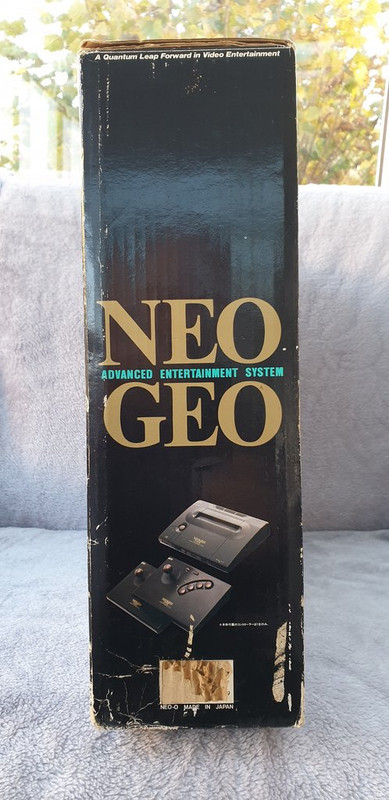 A Quantum Leap Forward in Video Entertainment
NEO
ADVANCED ENTERTAINMENT SYSTEM
GEO
NEO-O MADE IN JAPAN